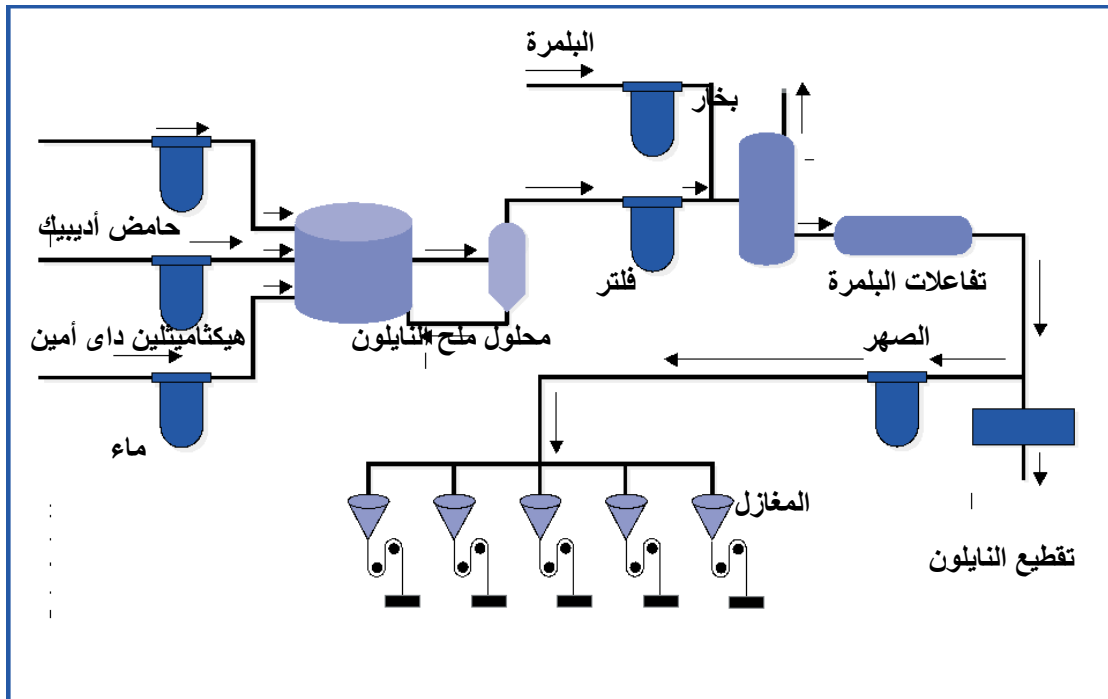 البلمرة
بخار
حامض أديبيك
فلتر
تفاعلات البلمرة
هيكثاميثلين داى أمين
محلول ملح النايلون
الصهر
ماء
المغازل
تقطيع النايلون